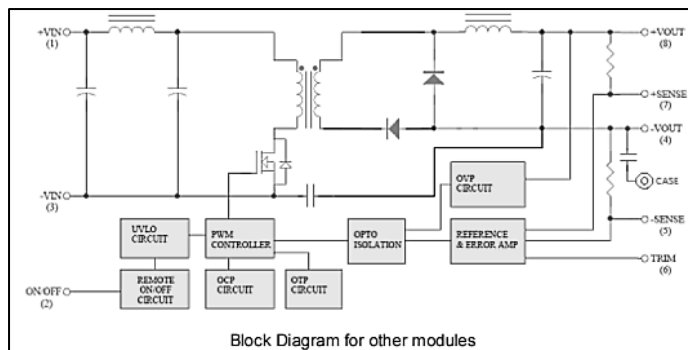 +VIN
(1)
+VOUT
(8)
+SENSE
(7)
-VOUT
(4)
-VIN
(3)
CASE
OVP
CIRCUIT
UVLO
CIRCUIT
PWM
CONTROLLER
OPTO
ISOLATION
REFERENCE
& ERROR AMP
-SENSE
(5)
TRIM
(6)
ON/OFF
(2)
REMOTE
ON/OFF
CIRCUIT
OCP
CIRCUIT
OTP
CIRCUIT
Block Diagram for other modules